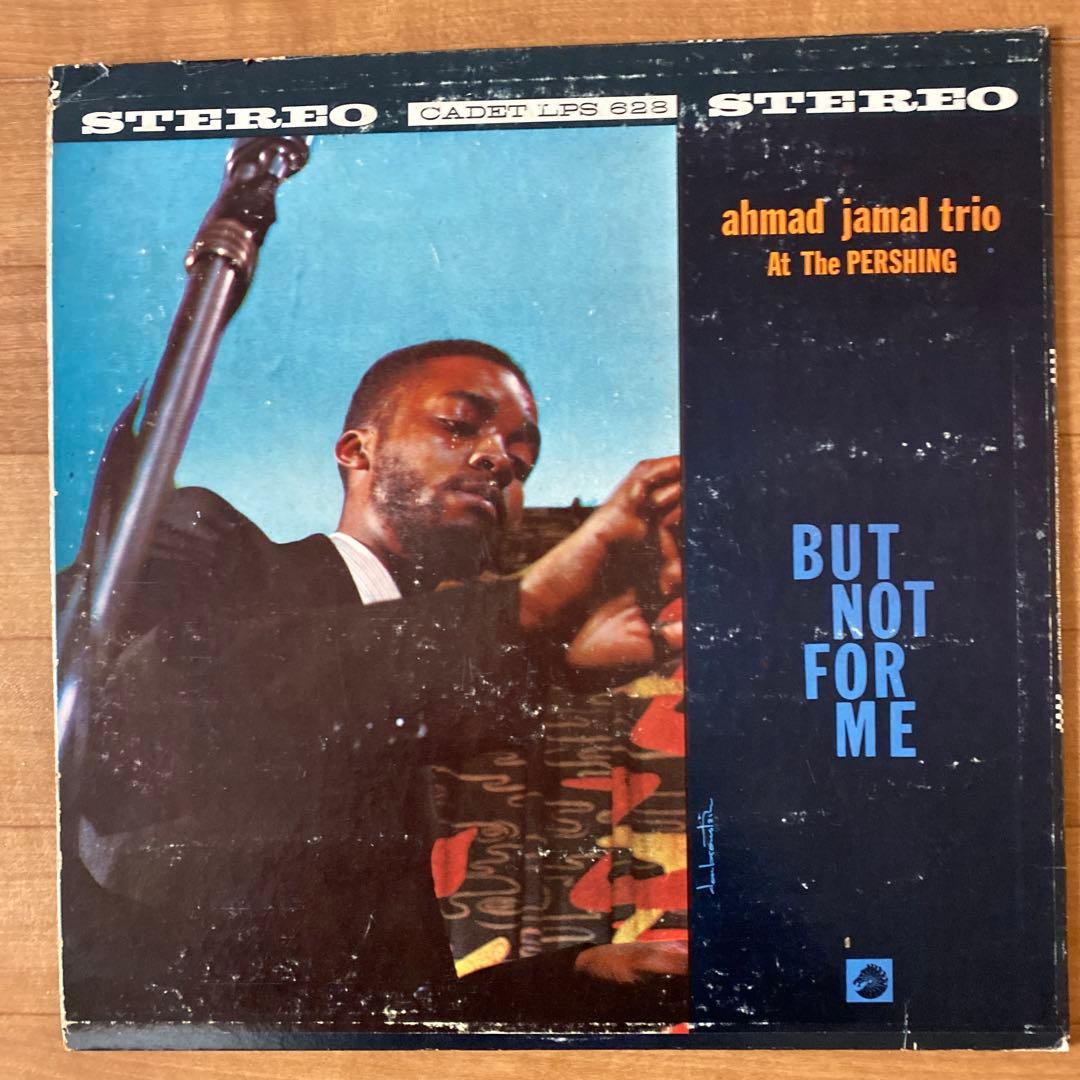 STEREO
CADET LPS 628
STEREO
ahmad jamal trio
At The PERSHING
BUT
NOT
FOR
ME